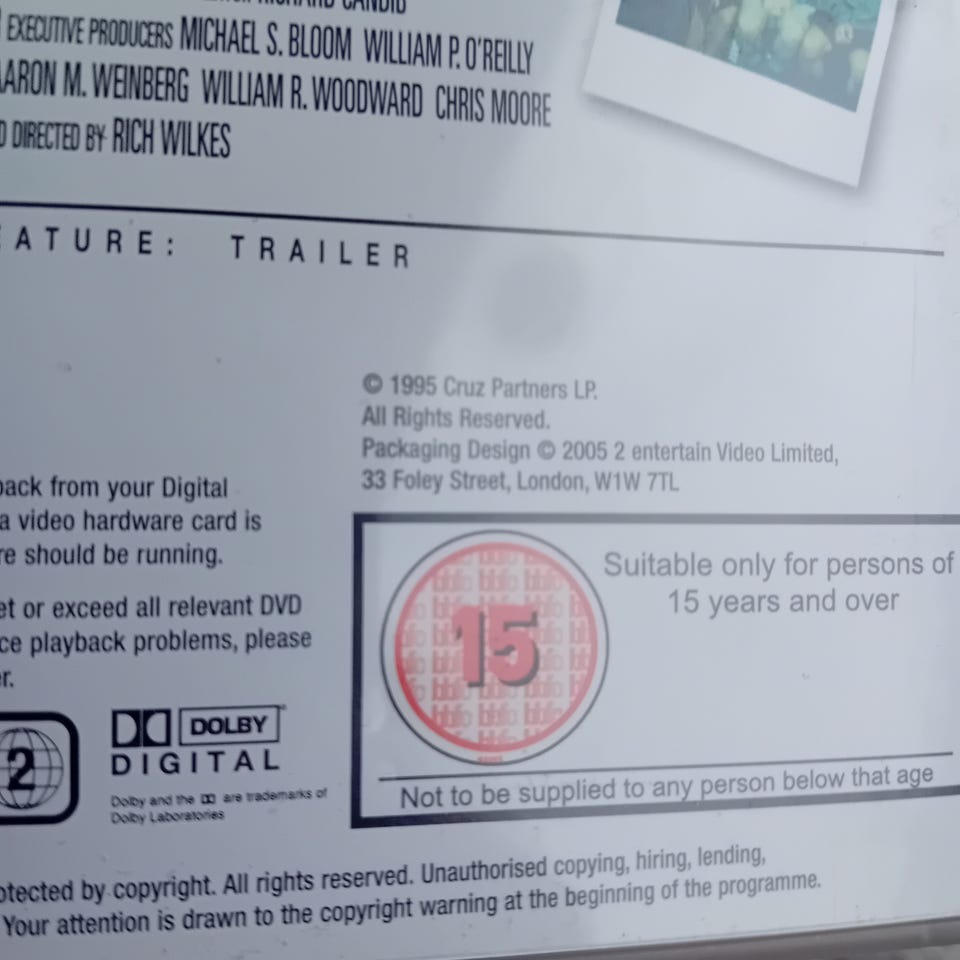 RICHARD CANDIB
EXECUTIVE PRODUCERS MICHAEL S. BLOOM WILLIAM P. O'REILLY
AARON M. WEINBERG WILLIAM R. WOODWARD CHRIS MOORE
DIRECTED BY RICH WILKES
EATURE: TRAILER
© 1995 Cruz Partners LP.
All Rights Reserved.
Packaging Design © 2005 2 entertain Video Limited,
33 Foley Street, London, W1W 7TL
back from your Digital
a video hardware card is
re should be running.
et or exceed all relevant DVD
ce playback problems, please
er.
2
DOLBY
DIGITAL
Dolby and the are trademarks of
Dolby Laboratories
15
Suitable only for persons of
15 years and over
Not to be supplied to any person below that age
otected by copyright. All rights reserved. Unauthorised copying, hiring, lending,
Your attention is drawn to the copyright warning at the beginning of the programme.